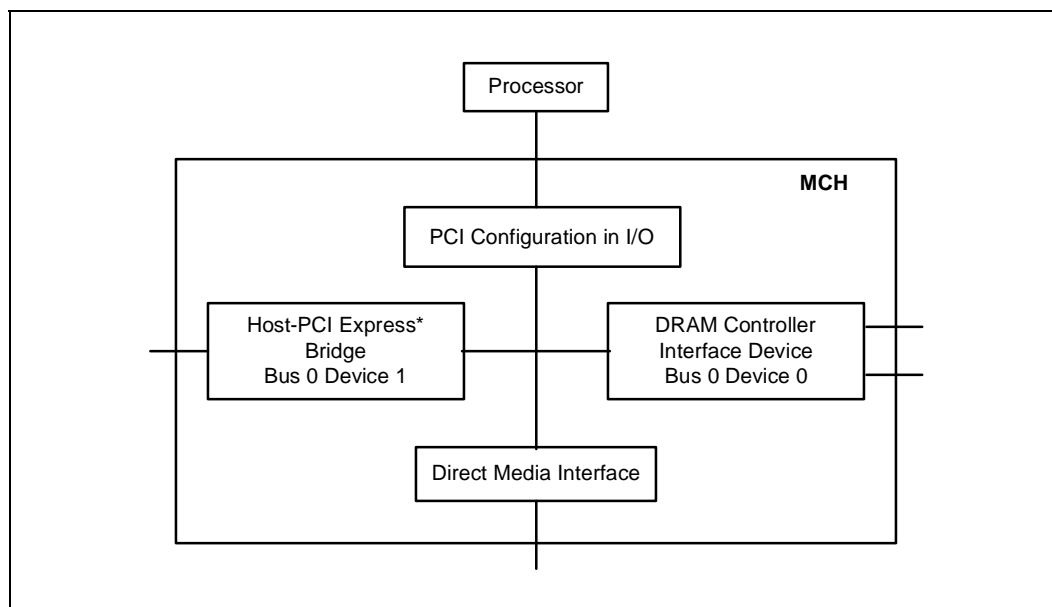 Processor
MCH
PCI Configuration in I/O
Host-PCI Express*
Bridge
Bus 0 Device 1
DRAM Controller
Interface Device
Bus 0 Device 0
Direct Media Interface